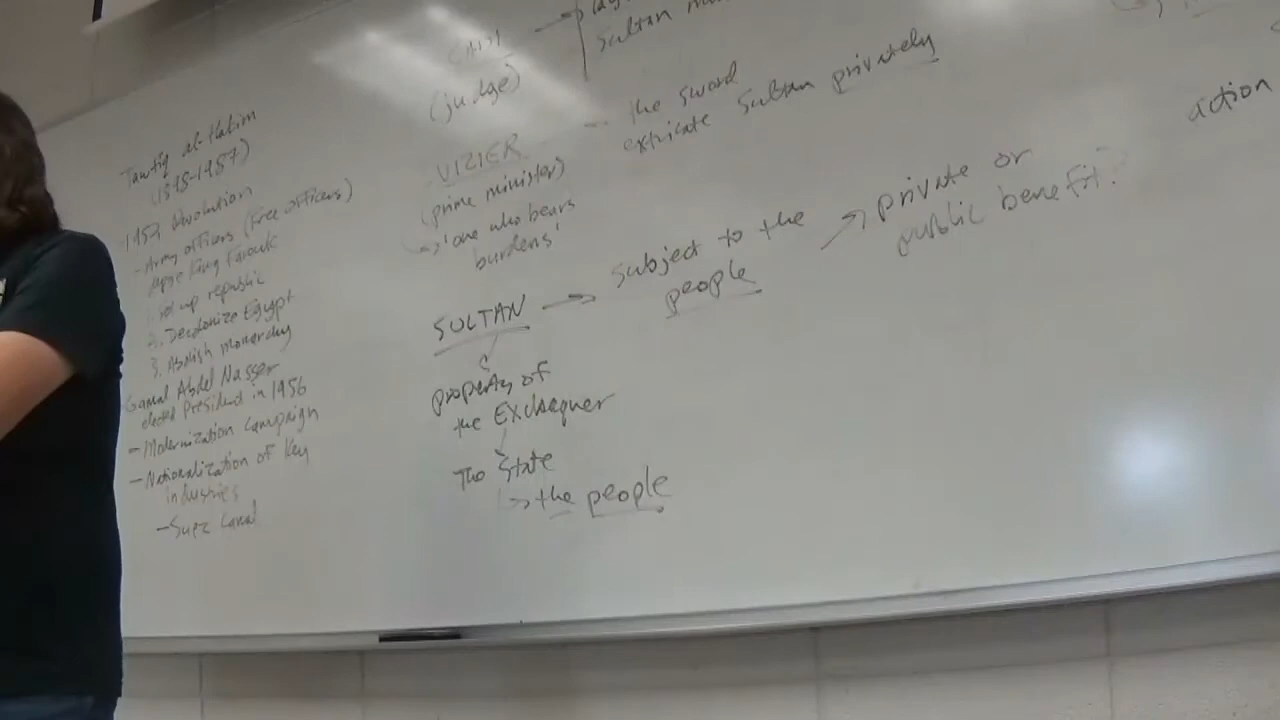 Tawfiq al-Hakim
(1898-1987)
1952 Revolution
- Army officers (Free Officers)
King Farouk
1. Set up republic
2. Decolonize Egypt
3. Abolish monarchy
Gamal Abdel Nasser
elected President in 1956
- Modernization Campaign
- Nationalization of Key
Industries
- Suez Canal
(judge)
VIZIER
(prime minister)
→ 'one who bears
burdens'
Sultan
- the sword
extricate Sultan privately
SULTAN → subject to the
people
→ private or
public benefit?
property of
the Exchequer
The State
↳ the people
action